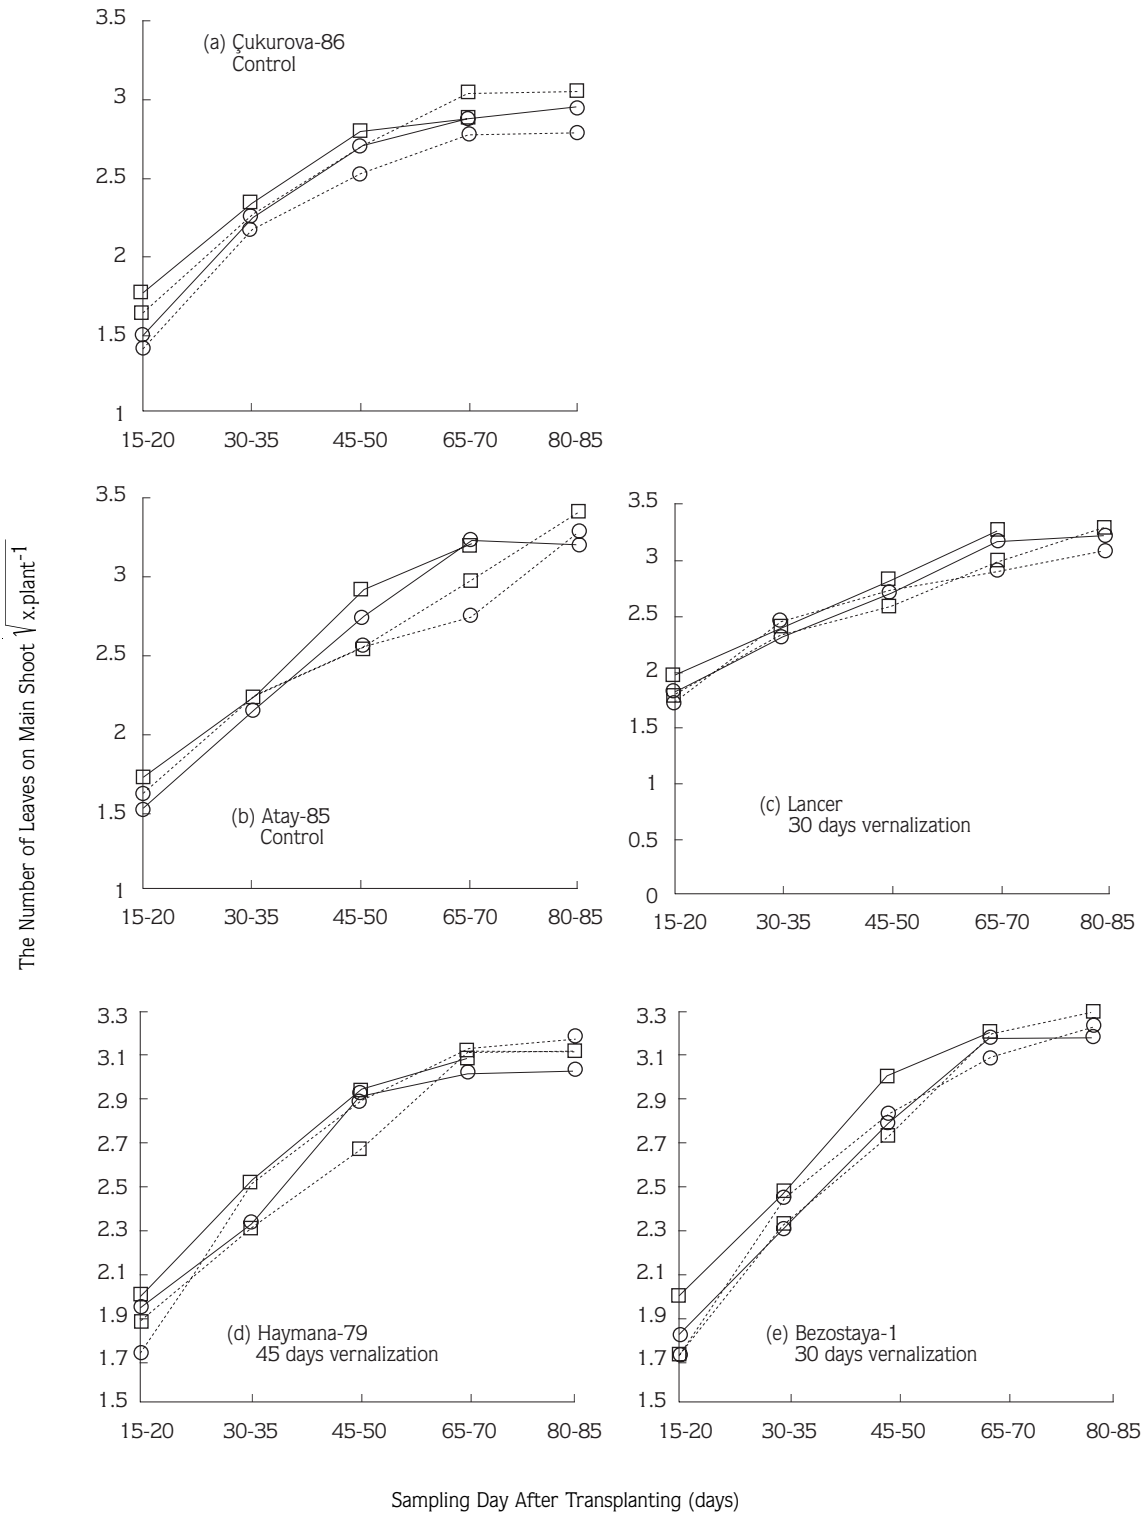 3.5
3
2.5
2
1.5
1
(a) Çukurova-86
Control
15-20 30-35 45-50 65-70 80-85
The Number of Leaves on Main Shoot √x.plant⁻¹
3.5
3
2.5
2
1.5
1
(b) Atay-85
Control
15-20 30-35 45-50 65-70 80-85
3.5
3
2.5
2
1.5
1
0.5
0
(c) Lancer
30 days vernalization
15-20 30-35 45-50 65-70 80-85
3.3
3.1
2.9
2.7
2.5
2.3
2.1
1.9
1.7
1.5
(d) Haymana-79
45 days vernalization
15-20 30-35 45-50 65-70 80-85
3.3
3.1
2.9
2.7
2.5
2.3
2.1
1.9
1.7
1.5
(e) Bezostaya-1
30 days vernalization
15-20 30-35 45-50 65-70 80-85
Sampling Day After Transplanting (days)